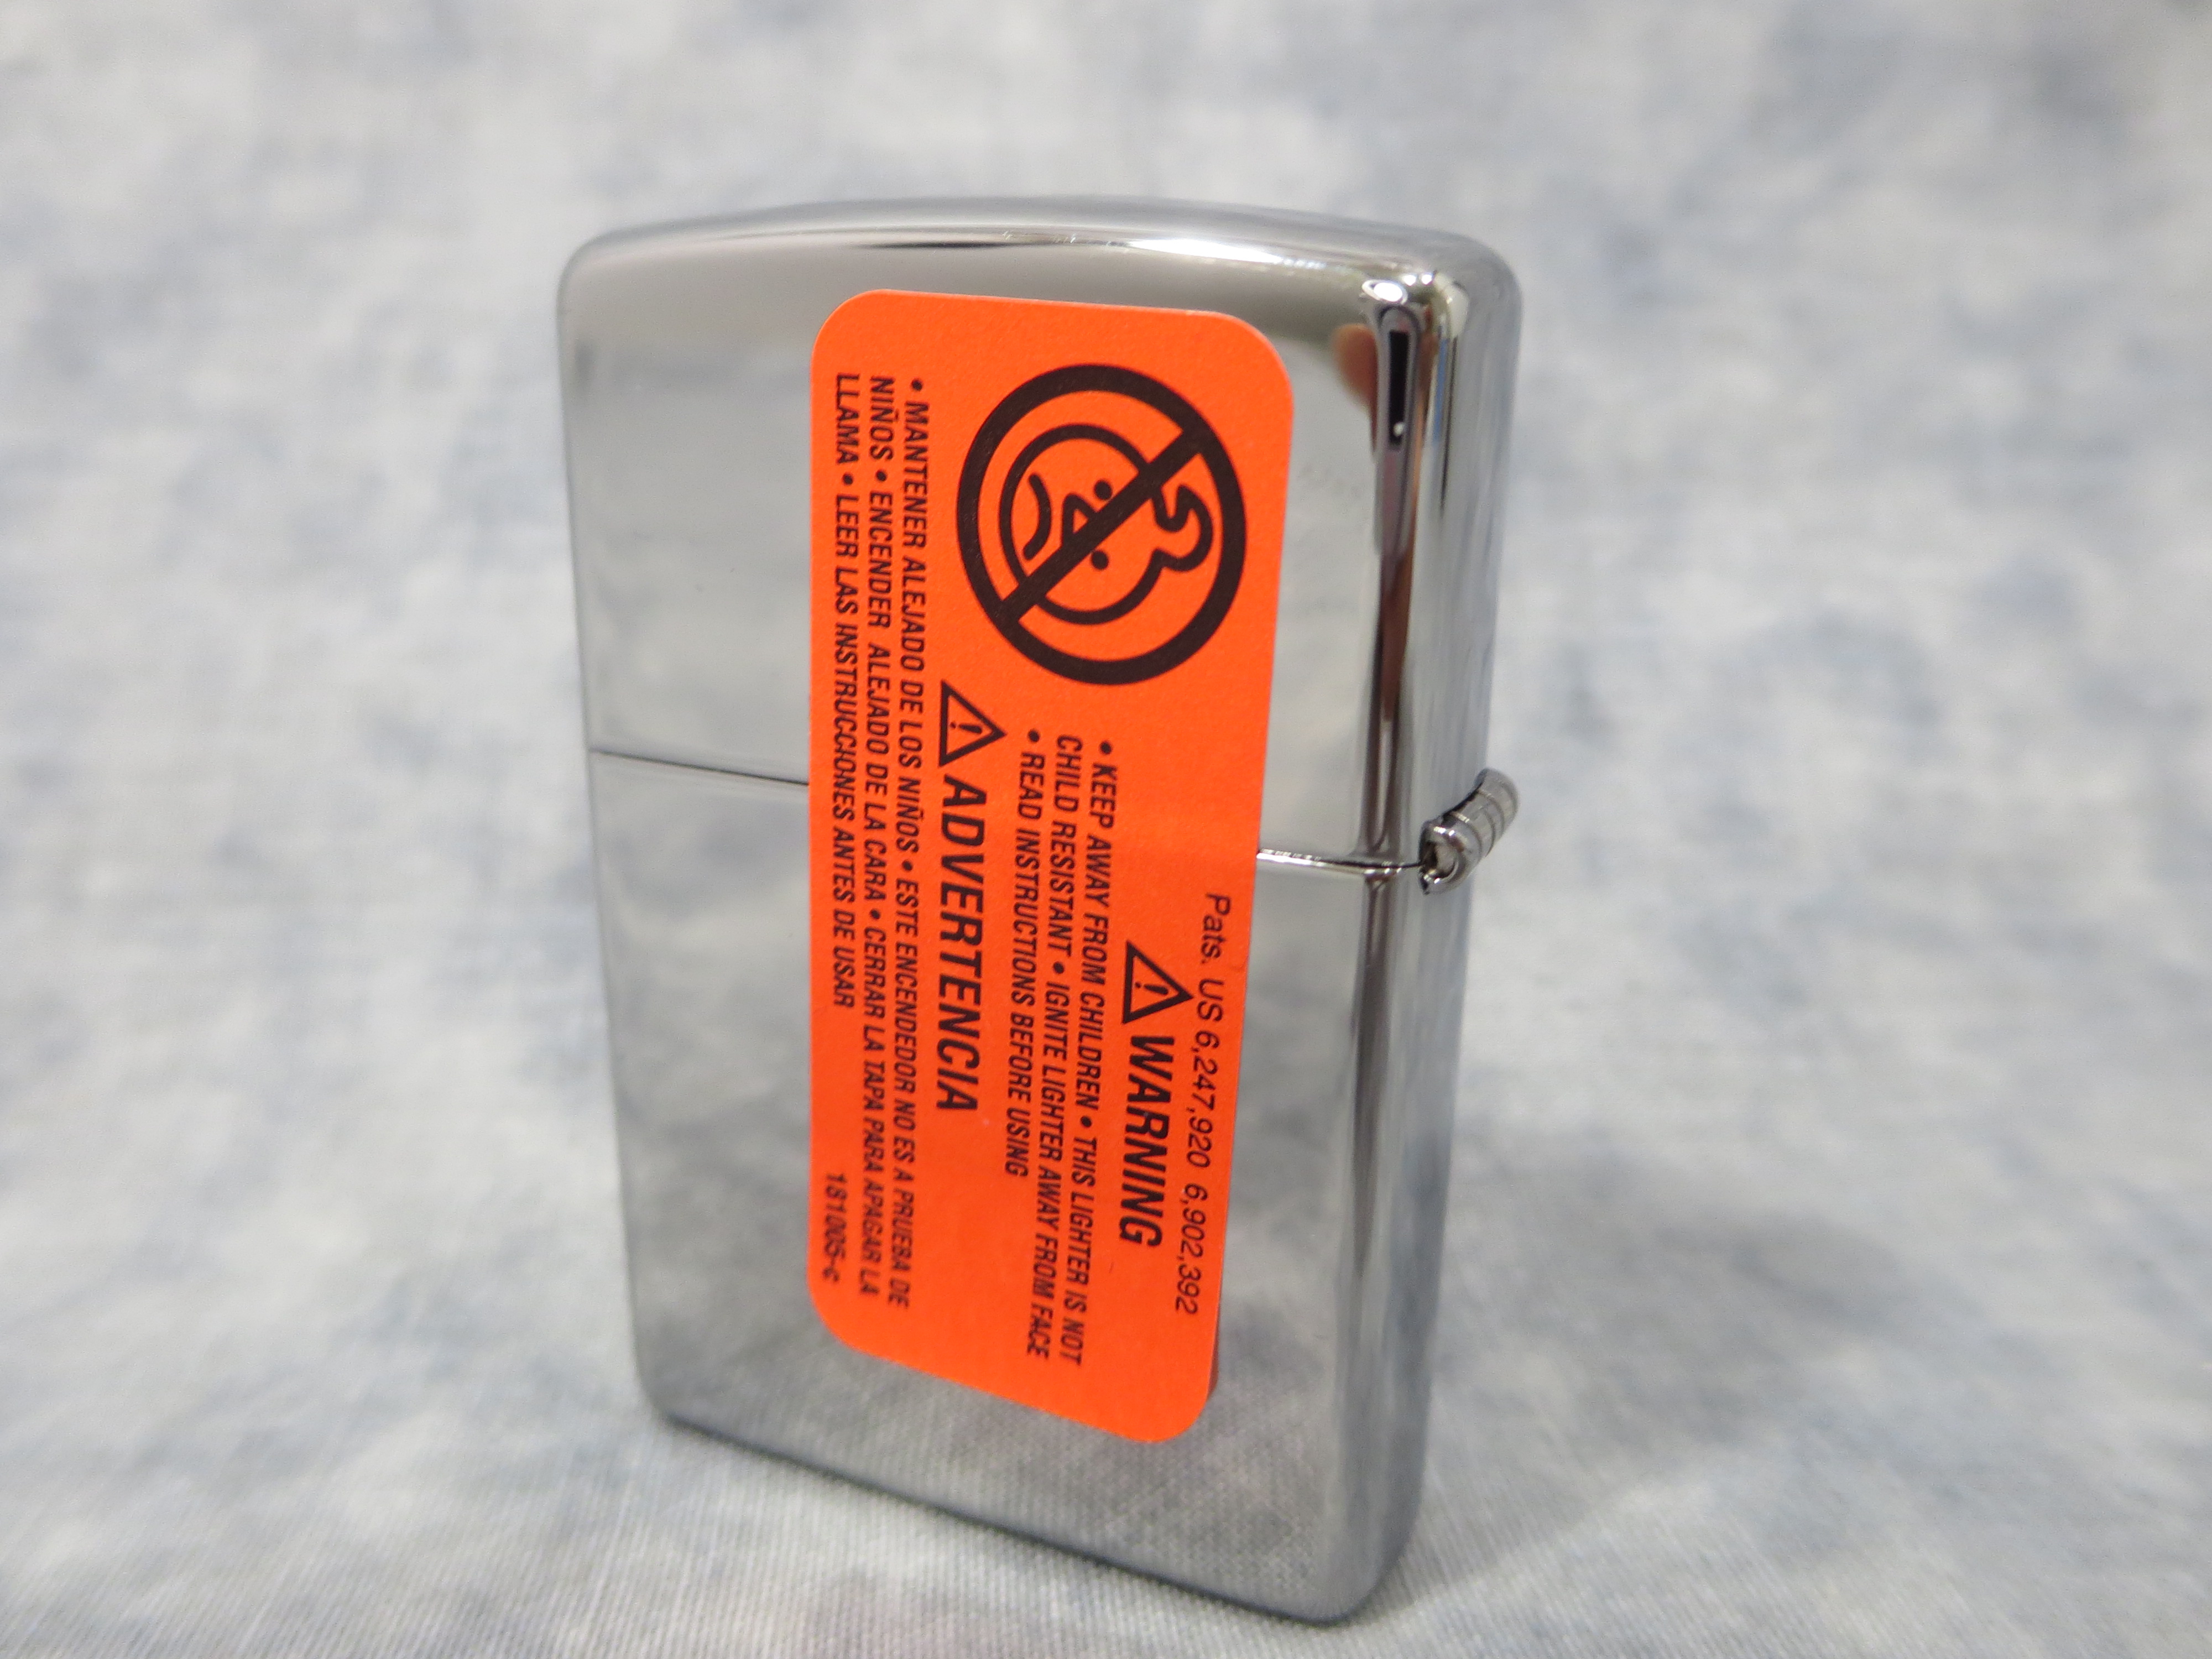 Pats. US 6,247,920 6,902,392
WARNING
• KEEP AWAY FROM CHILDREN • THIS LIGHTER IS NOT
CHILD RESISTANT • IGNITE LIGHTER AWAY FROM FACE
• READ INSTRUCTIONS BEFORE USING
ADVERTENCIA
• MANTENER ALEJADO DE LOS NIÑOS • ESTE ENCENDEDOR NO ES A PRUEBA DE
NIÑOS • ENCENDER ALEJADO DE LA CARA • CERRAR LA TAPA PARA APAGAR LA
LLAMA • LEER LAS INSTRUCCIONES ANTES DE USAR
181005-c